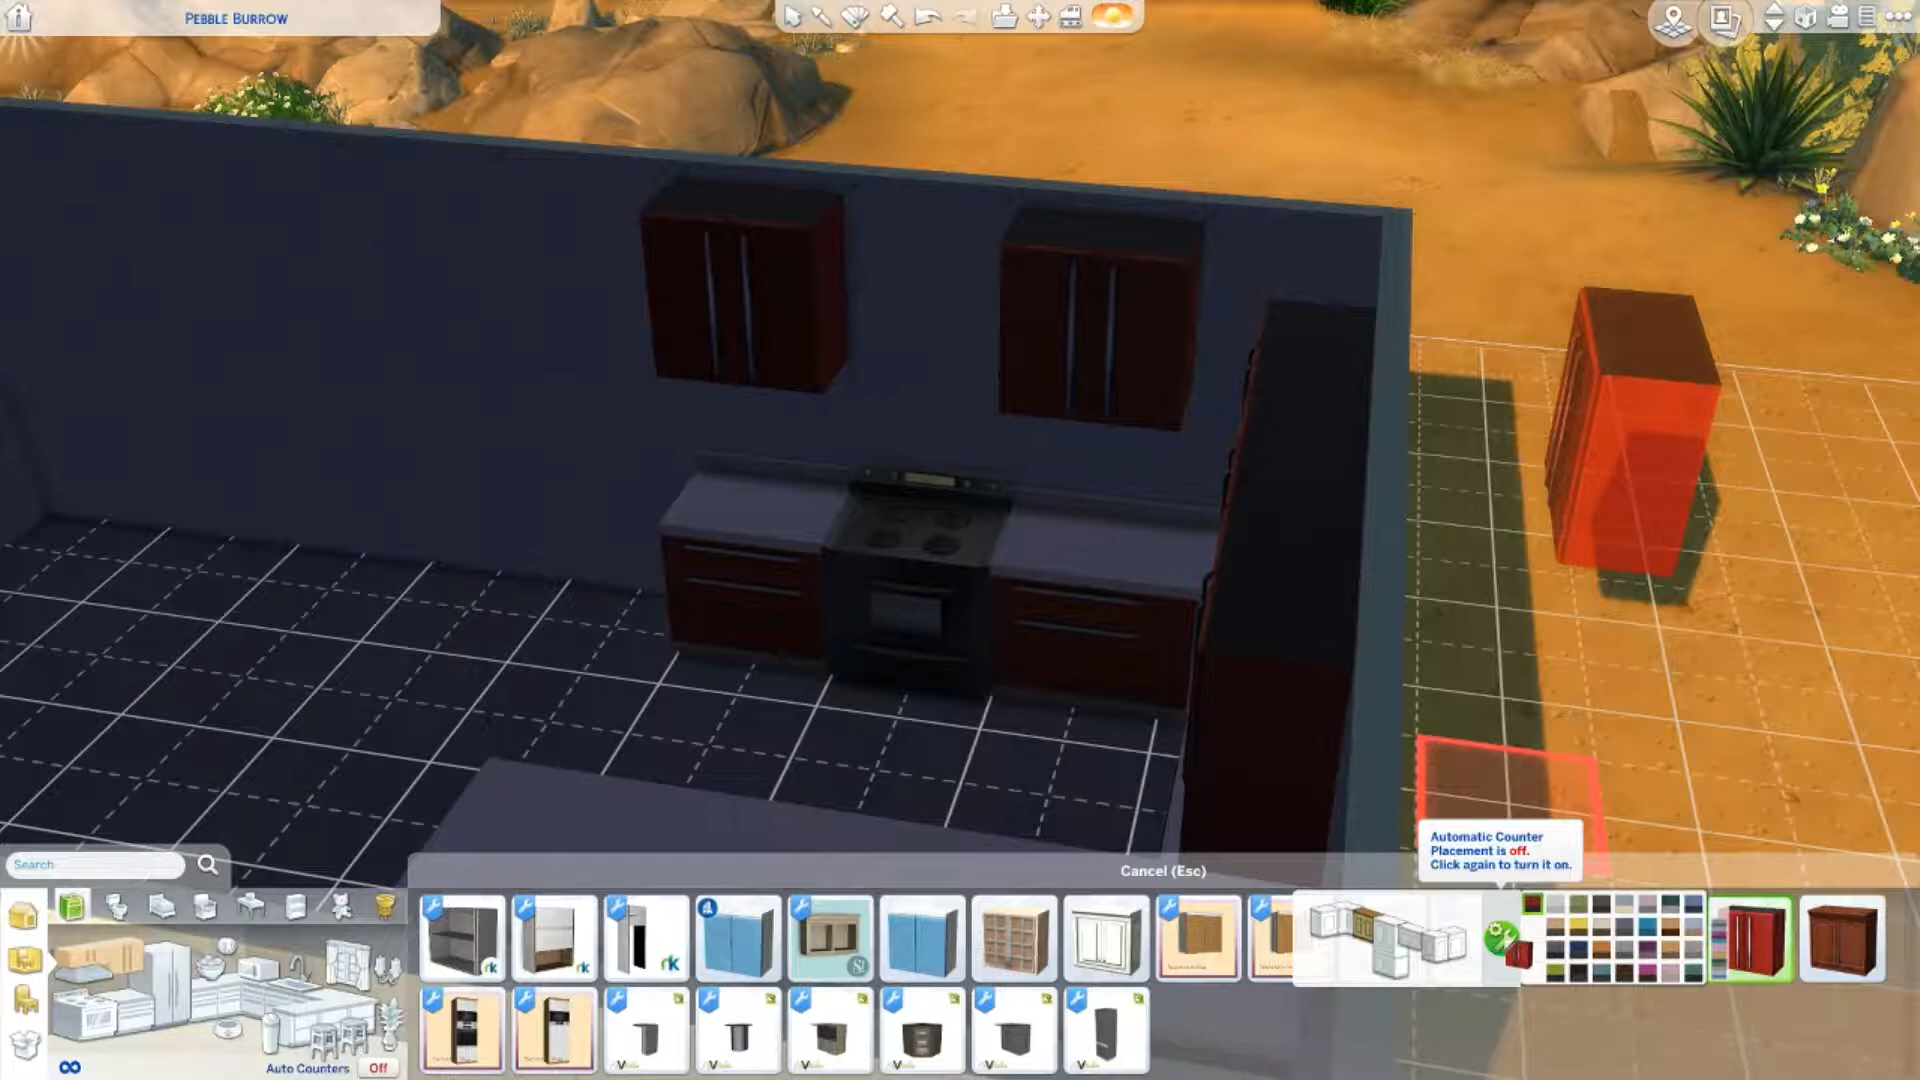 Pebble Burrow
Automatic Counter
Placement is off.
Click again to turn it on.
Search
Cancel (Esc)
Auto Counters Off